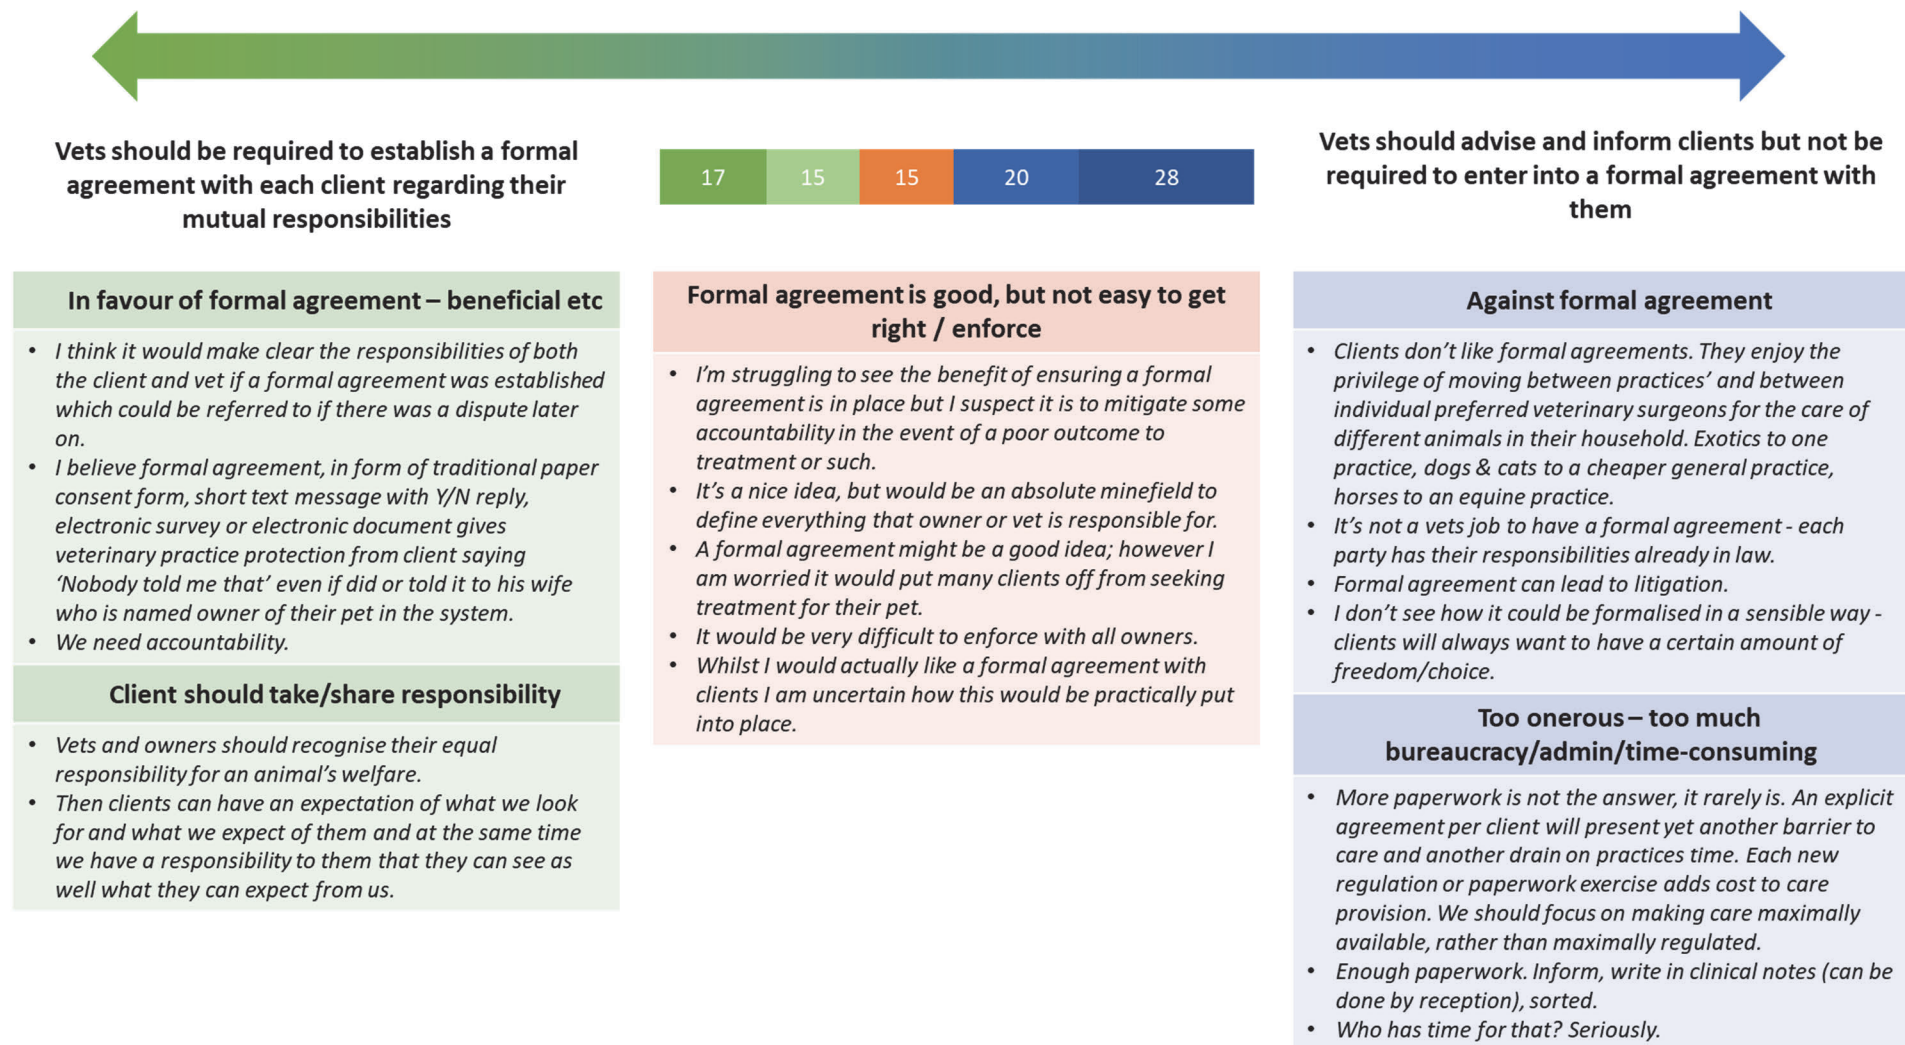 Vets should be required to establish a formal
agreement with each client regarding their
mutual responsibilities
17 15 15 20 28
Vets should advise and inform clients but not be
required to enter into a formal agreement with
them
In favour of formal agreement – beneficial etc
• I think it would make clear the responsibilities of both
the client and vet if a formal agreement was established
which could be referred to if there was a dispute later
on.
• I believe formal agreement, in form of traditional paper
consent form, short text message with Y/N reply,
electronic survey or electronic document gives
veterinary practice protection from client saying
‘Nobody told me that’ even if did or told it to his wife
who is named owner of their pet in the system.
• We need accountability.
Client should take/share responsibility
• Vets and owners should recognise their equal
responsibility for an animal’s welfare.
• Then clients can have an expectation of what we look
for and what we expect of them and at the same time
we have a responsibility to them that they can see as
well what they can expect from us.
Formal agreement is good, but not easy to get
right / enforce
• I’m struggling to see the benefit of ensuring a formal
agreement is in place but I suspect it is to mitigate some
accountability in the event of a poor outcome to
treatment or such.
• It’s a nice idea, but would be an absolute minefield to
define everything that owner or vet is responsible for.
• A formal agreement might be a good idea; however I
am worried it would put many clients off from seeking
treatment for their pet.
• It would be very difficult to enforce with all owners.
• Whilst I would actually like a formal agreement with
clients I am uncertain how this would be practically put
into place.
Against formal agreement
• Clients don’t like formal agreements. They enjoy the
privilege of moving between practices’ and between
individual preferred veterinary surgeons for the care of
different animals in their household. Exotics to one
practice, dogs & cats to a cheaper general practice,
horses to an equine practice.
• It’s not a vets job to have a formal agreement - each
party has their responsibilities already in law.
• Formal agreement can lead to litigation.
• I don’t see how it could be formalised in a sensible way -
clients will always want to have a certain amount of
freedom/choice.
Too onerous – too much
bureaucracy/admin/time-consuming
• More paperwork is not the answer, it rarely is. An explicit
agreement per client will present yet another barrier to
care and another drain on practices time. Each new
regulation or paperwork exercise adds cost to care
provision. We should focus on making care maximally
available, rather than maximally regulated.
• Enough paperwork. Inform, write in clinical notes (can be
done by reception), sorted.
• Who has time for that? Seriously.